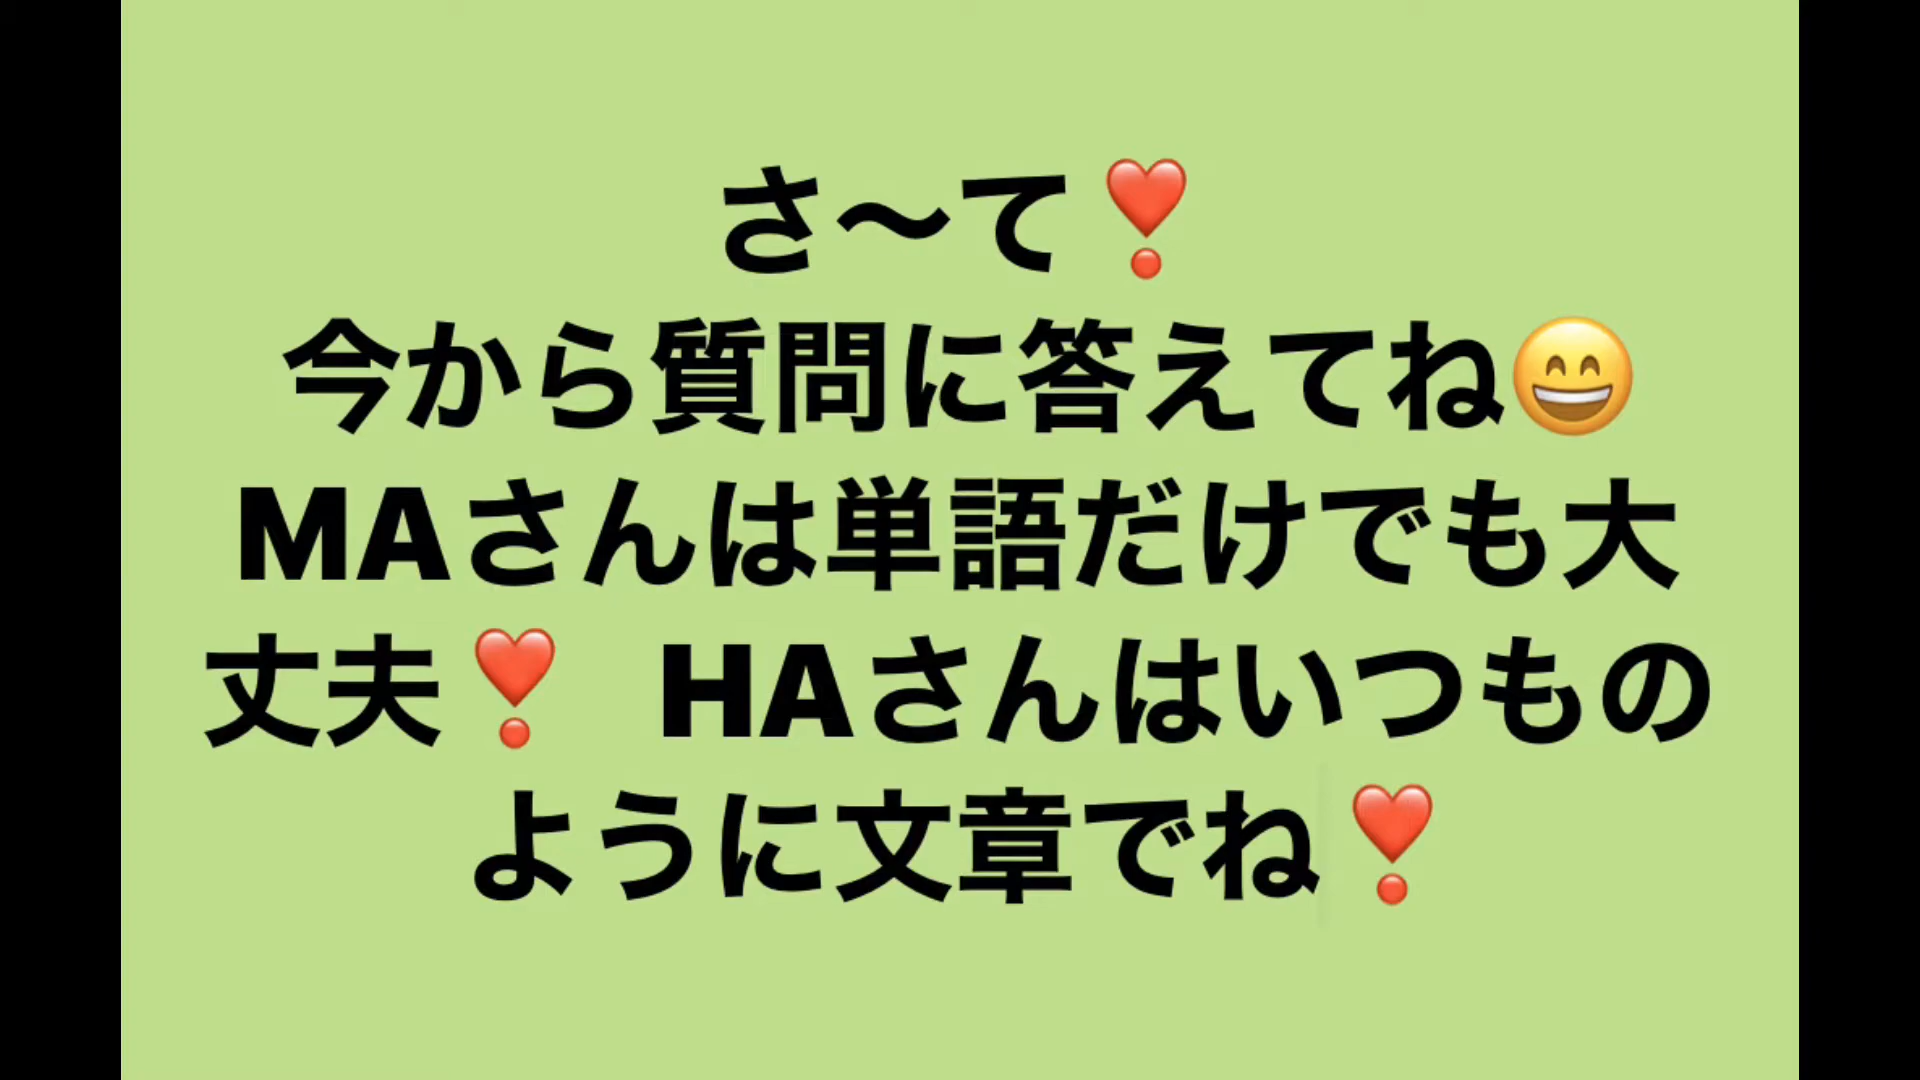 さ〜て❣️
今から質問に答えてね😄
MAさんは単語だけでも大
丈夫❣️ HAさんはいつもの
ように文章でね❣️